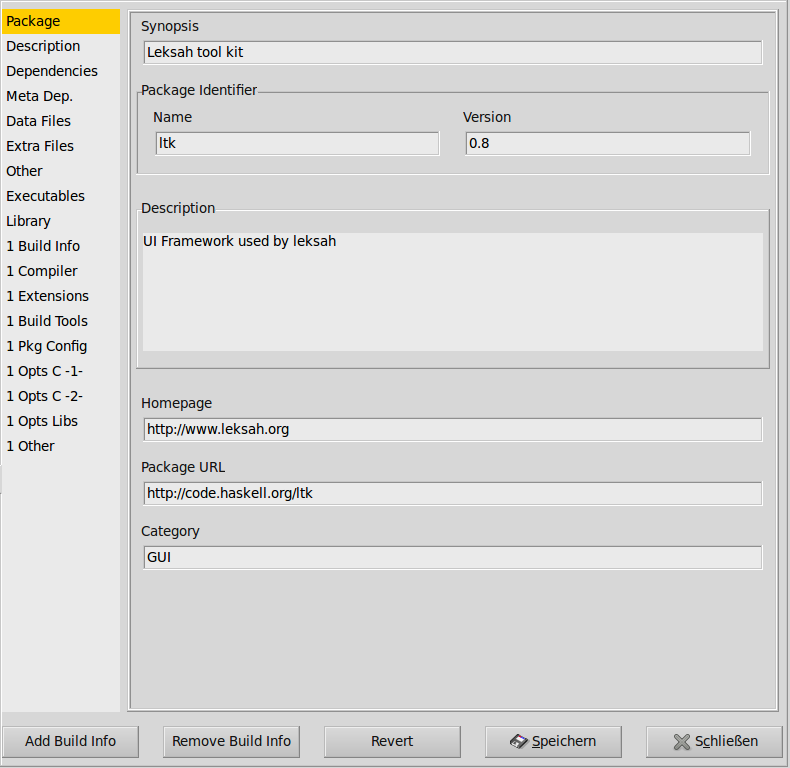 Package
Description
Dependencies
Meta Dep.
Data Files
Extra Files
Other
Executables
Library
1 Build Info
1 Compiler
1 Extensions
1 Build Tools
1 Pkg Config
1 Opts C -1-
1 Opts C -2-
1 Opts Libs
1 Other
Synopsis
Leksah tool kit
Package Identifier
Name Version
ltk 0.8
Description
UI Framework used by leksah
Homepage
http://www.leksah.org
Package URL
http://code.haskell.org/ltk
Category
GUI
Add Build Info Remove Build Info Revert Speichern Schließen